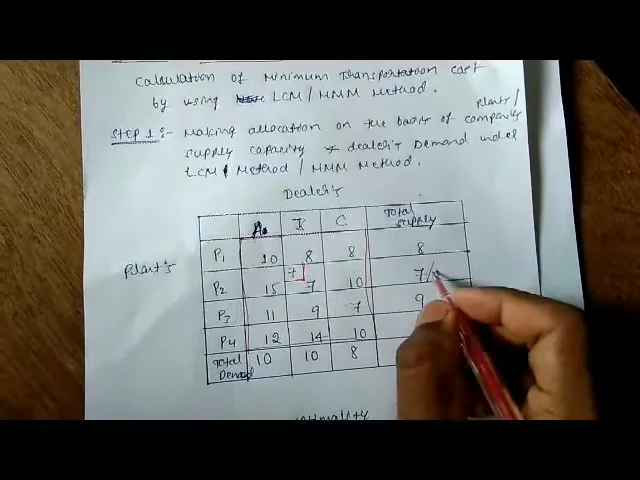 Calculation of Minimum Transportation Cost
by using LCM / MMM Method.
Step 1:- Making allocation on the basis of company plant/
supply capacity & dealer's Demand under
LCM / Method / MMM Method.
Dealer's
A B C Total Supply
P1 10 8 8 8
Plant's
P2 15 7 10 7/
P3 11 9 7 9
P4 12 14 10
Total Demand 10 10 8